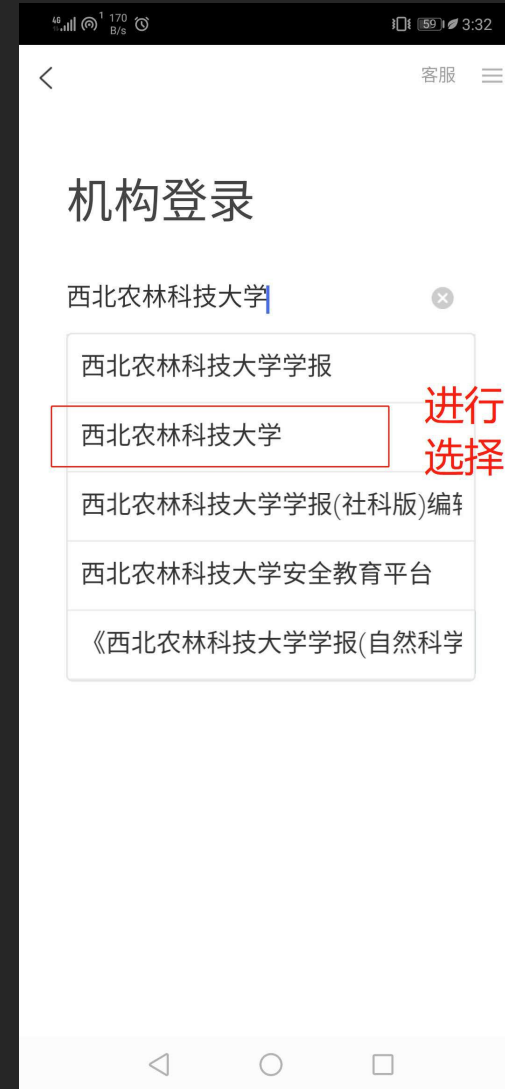 46 1 170 B/s 59 3:32
客服
机构登录
西北农林科技大学
西北农林科技大学学报
进行
西北农林科技大学
选择
西北农林科技大学学报(社科版)编
西北农林科技大学安全教育平台
《西北农林科技大学学报(自然科学